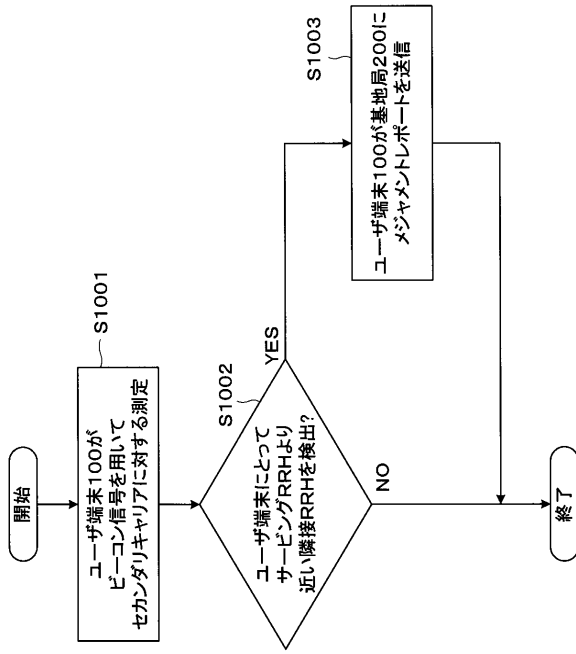 開始
S1001
ユーザ端末100が
ビーコン信号を用いて
セカンダリキャリアに対する測定
S1002
ユーザ端末にとって
サービングRRHより
近い隣接RRHを検出?
YES
NO
S1003
ユーザ端末100が基地局200に
メジャメントレポートを送信
終了